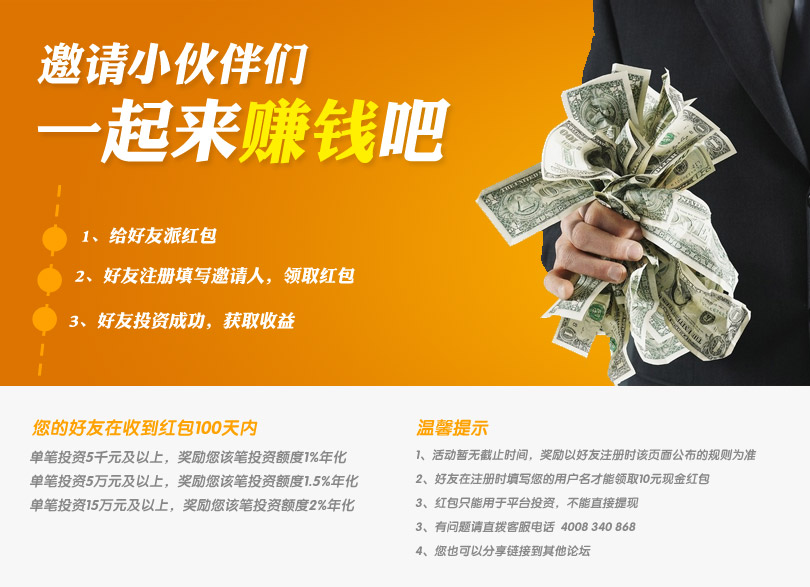 邀请小伙伴们
一起来赚钱吧
1、给好友派红包
2、好友注册填写邀请人，领取红包
3、好友投资成功，获取收益
您的好友在收到红包100天内
单笔投资5千元及以上，奖励您该笔投资额度1%年化
单笔投资5万元及以上，奖励您该笔投资额度1.5%年化
单笔投资15万元及以上，奖励您该笔投资额度2%年化
温馨提示
1、活动暂无截止时间，奖励以好友注册时该页面公布的规则为准
2、好友在注册时填写您的用户名才能领取10元现金红包
3、红包只能用于平台投资，不能直接提现
3、有问题请直拨客服电话 4008 340 868
4、您也可以分享链接到其他论坛